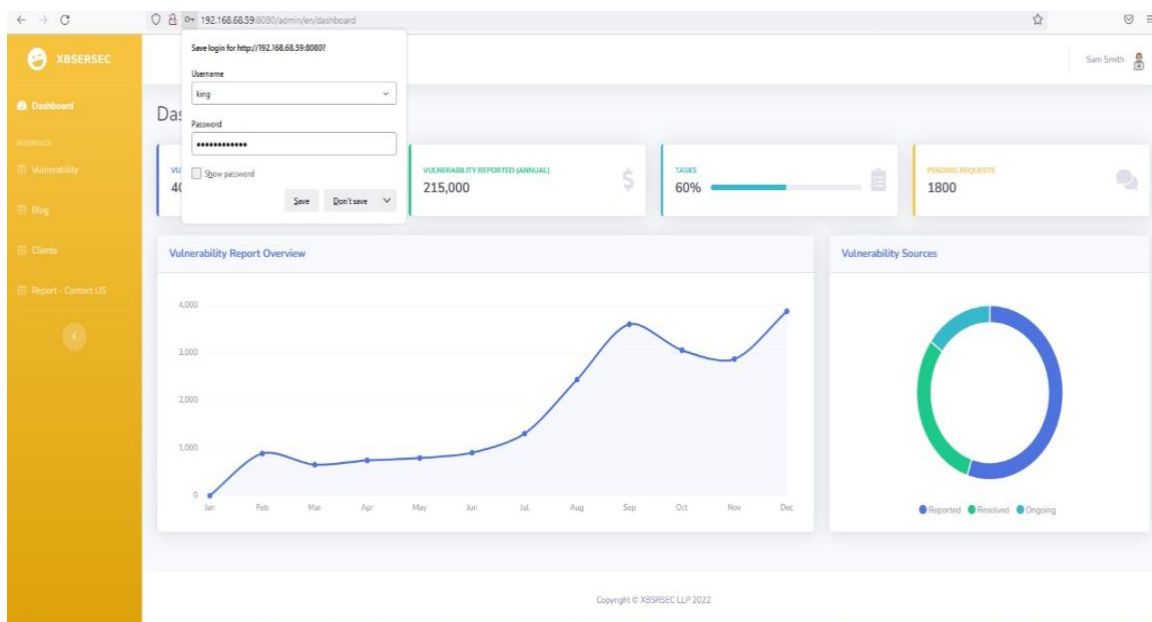 192.168.68.59:8080/admin/en/dashboard
XBSERSEC
Save login for http://192.168.68.59:8080?
Username
king
Password
••••••••••••
Show password
Save
Don't save
Sam Smith
Dashboard
INTERFACE
Vulnerability
Blog
Clients
Report - Contact US
Das
VU
40
VULNERABILITY REPORTED (ANNUAL)
215,000
$
TASKS
60%
PENDING REQUESTS
1800
Vulnerability Report Overview
4,000
3,000
2,000
1,000
0
Jan Feb Mar Apr May Jun Jul Aug Sep Oct Nov Dec
Vulnerability Sources
Reported Resolved Ongoing
Copyright © XBSRSEC LLP 2022